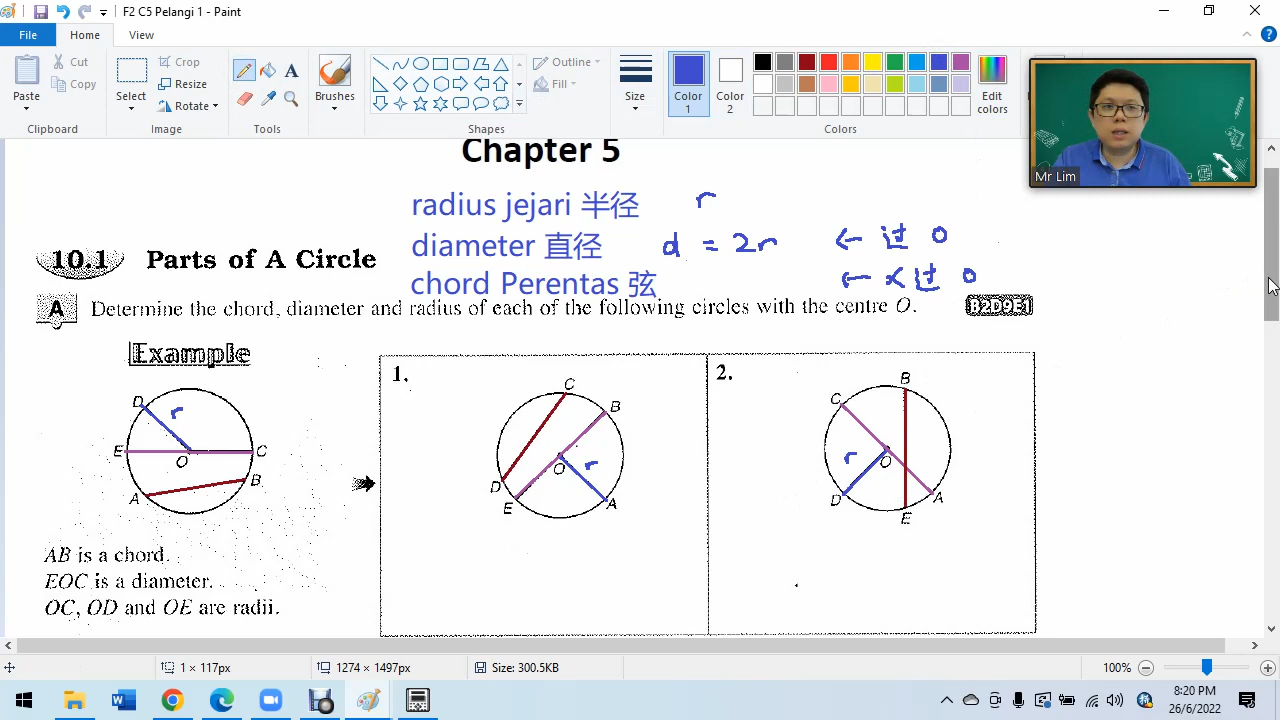 F2 C5 Pelangi 1 - Paint
File Home View
Paste Cut Copy Clipboard
Select Crop Resize Rotate Image
Tools
Brushes
Outline Fill Shapes
Size
Color 1 Color 2 Edit colors Colors
Mr Lim
Chapter 5
radius jejari 半径 r
diameter 直径 d = 2r ← 过 O
chord Perentas 弦 ← 过 O
10.1 Parts of A Circle
A Determine the chord, diameter and radius of each of the following circles with the centre O. B2D9E1
Example
D r E O C A B
AB is a chord.
EOC is a diameter.
OC, OD and OE are radii.
1.
C B O r D E A
2.
B C r O D A E
1 × 117px 1274 × 1497px Size: 300.5KB 100%
8:20 PM
26/6/2022